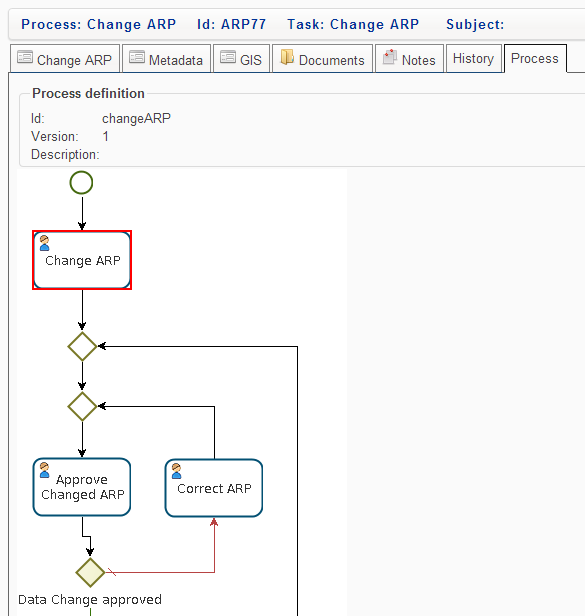 Process: Change ARP Id: ARP77 Task: Change ARP Subject:
Change ARP Metadata GIS Documents Notes History Process
Process definition
Id: changeARP
Version: 1
Description:
Change ARP
Approve
Changed ARP
Correct ARP
Data Change approved